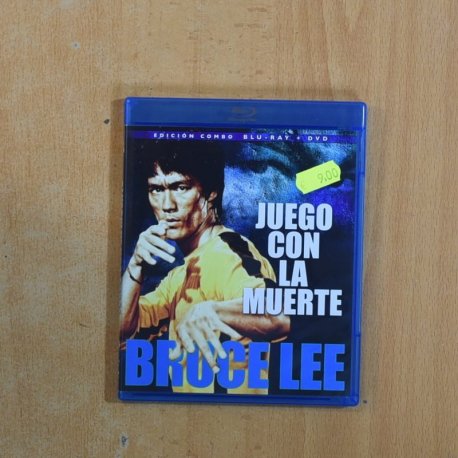 EDICIÓN COMBO BLU-RAY + DVD
€ 9.00
JUEGO
CON
LA
MUERTE
BRUCE LEE